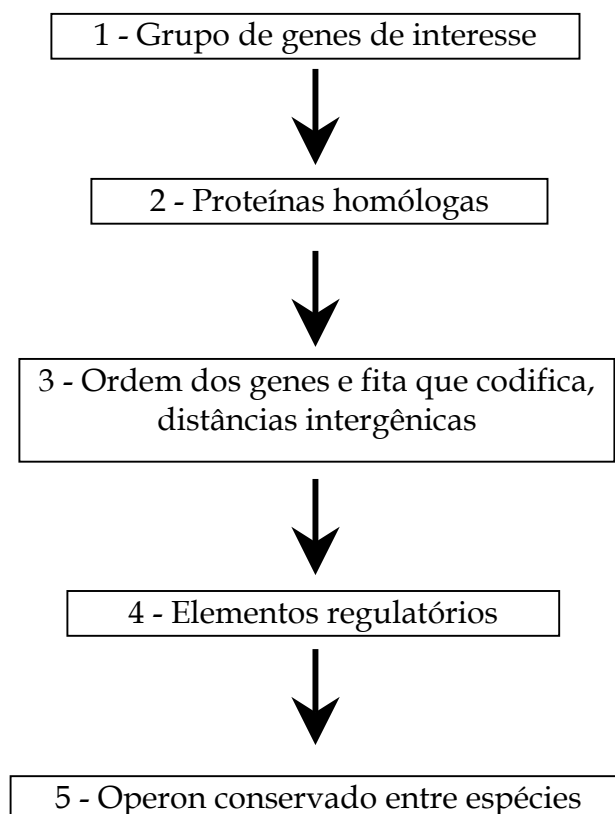 1 - Grupo de genes de interesse
2 - Proteínas homólogas
3 - Ordem dos genes e fita que codifica,
distâncias intergênicas
4 - Elementos regulatórios
5 - Operon conservado entre espécies